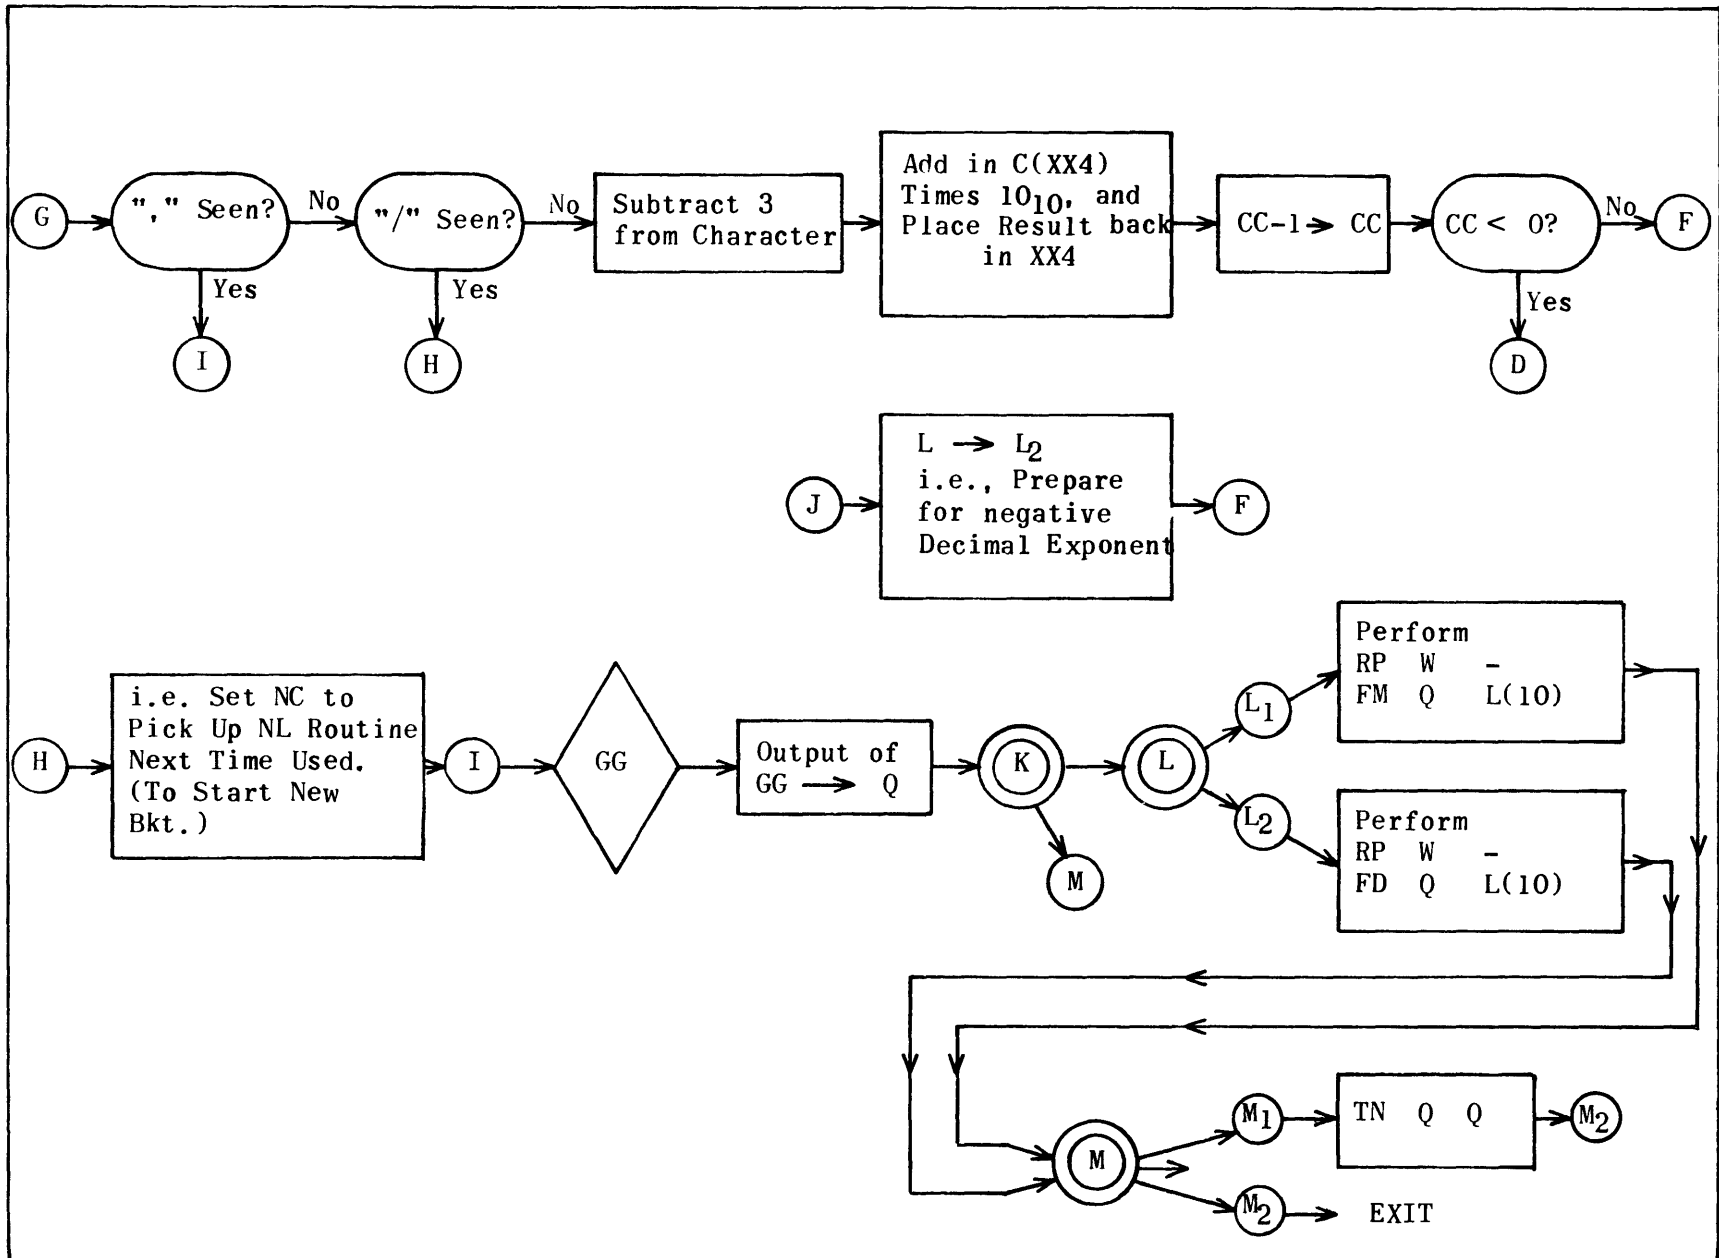 G
"," Seen?
No
"/" Seen?
No
Subtract 3
from Character
Add in C(XX4)
Times 10₁₀, and
Place Result back
in XX4
CC-1 → CC
CC < 0?
No
F
Yes
I
Yes
H
Yes
D
J
L → L₂
i.e., Prepare
for negative
Decimal Exponent
F
H
i.e. Set NC to
Pick Up NL Routine
Next Time Used.
(To Start New
Bkt.)
I
GG
Output of
GG → Q
K
M
L
L₁
Perform
RP W -
FM Q L(10)
L₂
Perform
RP W -
FD Q L(10)
M
M₁
TN Q Q
M₂
M₂
EXIT